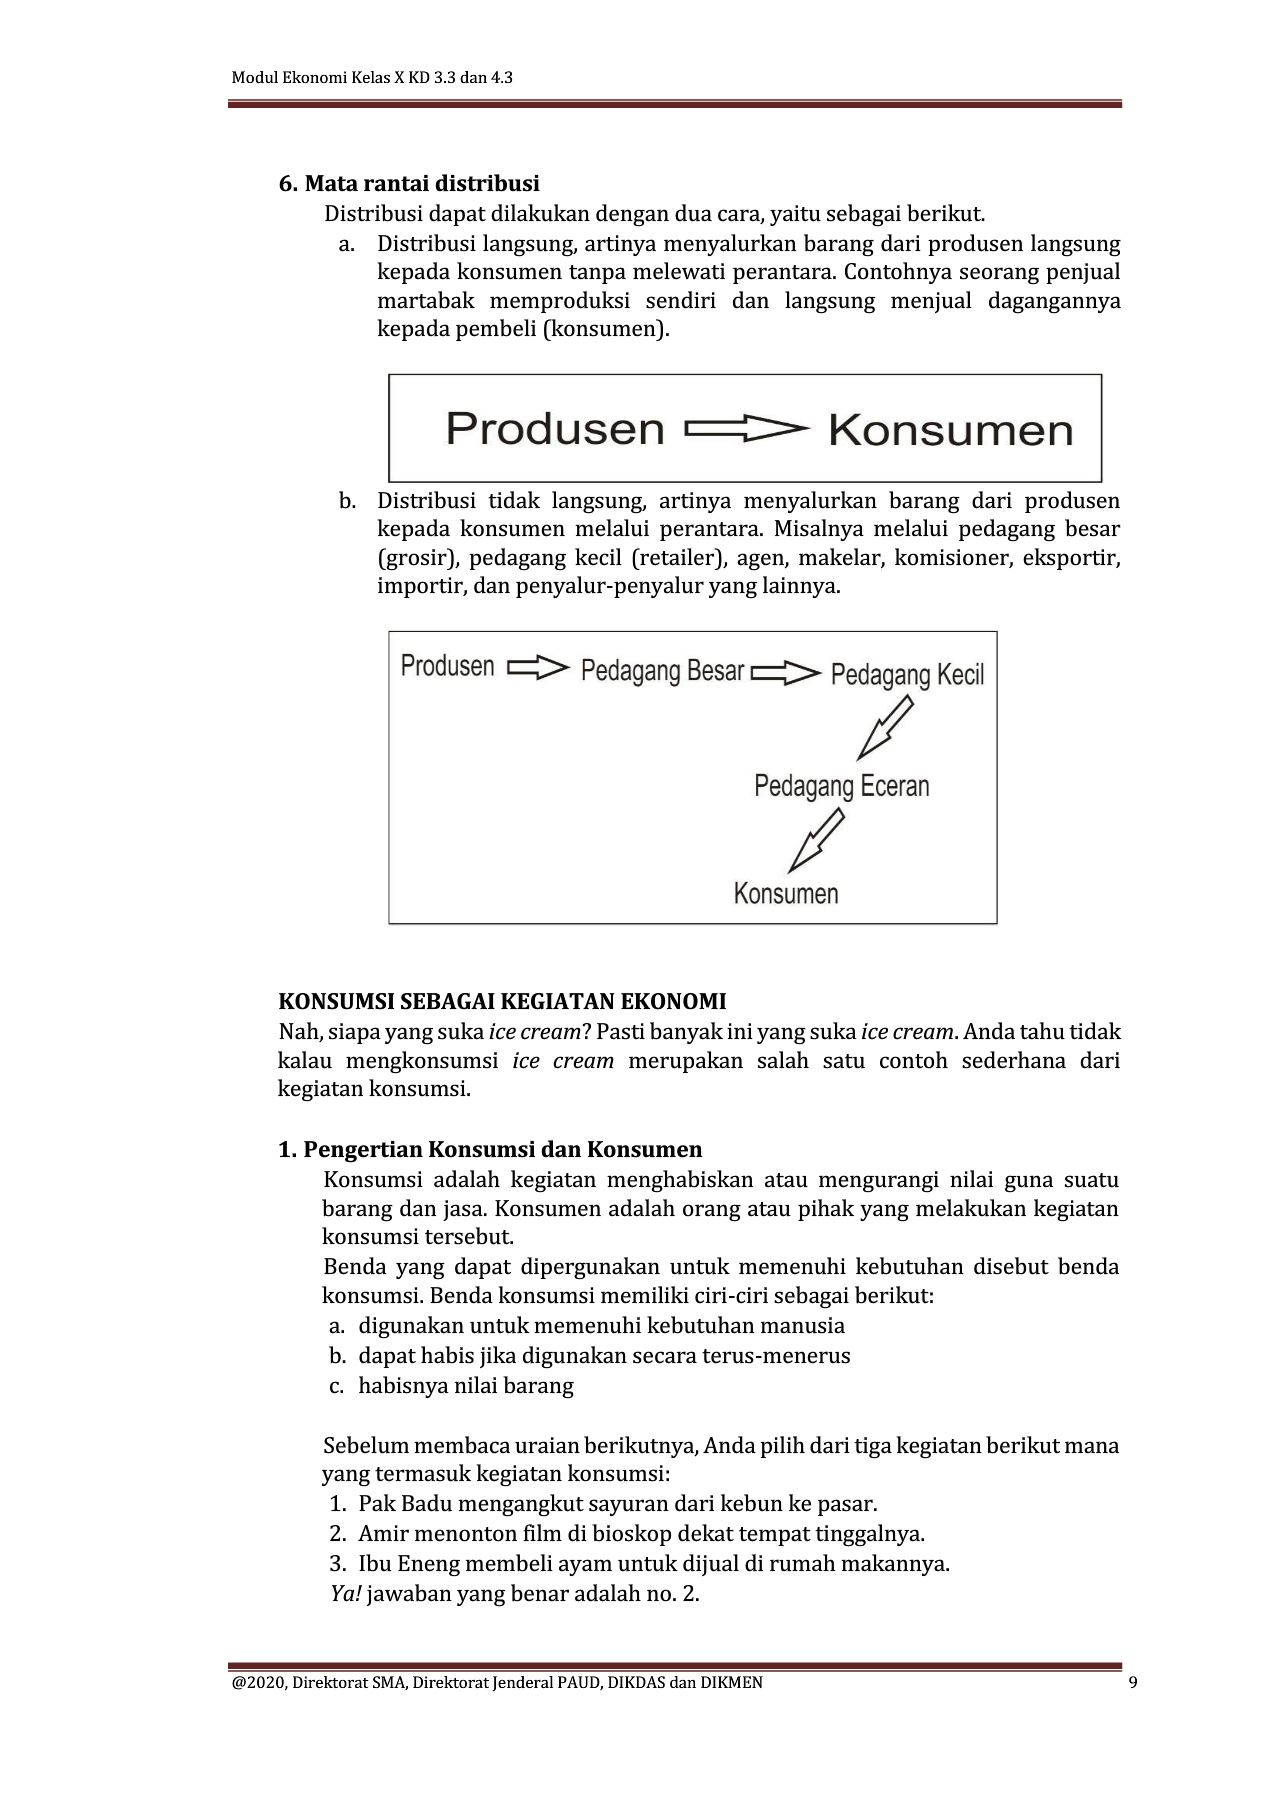 Modul Ekonomi Kelas X KD 3.3 dan 4.3
6. Mata rantai distribusi
Distribusi dapat dilakukan dengan dua cara, yaitu sebagai berikut.
a. Distribusi langsung, artinya menyalurkan barang dari produsen langsung
kepada konsumen tanpa melewati perantara. Contohnya seorang penjual
martabak memproduksi sendiri dan langsung menjual dagangannya
kepada pembeli (konsumen).
Produsen Konsumen
b. Distribusi tidak langsung, artinya menyalurkan barang dari produsen
kepada konsumen melalui perantara. Misalnya melalui pedagang besar
(grosir), pedagang kecil (retailer), agen, makelar, komisioner, eksportir,
importir, dan penyalur-penyalur yang lainnya.
Produsen Pedagang Besar Pedagang Kecil
Pedagang Eceran
Konsumen
KONSUMSI SEBAGAI KEGIATAN EKONOMI
Nah, siapa yang suka ice cream? Pasti banyak ini yang suka ice cream. Anda tahu tidak
kalau mengkonsumsi ice cream merupakan salah satu contoh sederhana dari
kegiatan konsumsi.
1. Pengertian Konsumsi dan Konsumen
Konsumsi adalah kegiatan menghabiskan atau mengurangi nilai guna suatu
barang dan jasa. Konsumen adalah orang atau pihak yang melakukan kegiatan
konsumsi tersebut.
Benda yang dapat dipergunakan untuk memenuhi kebutuhan disebut benda
konsumsi. Benda konsumsi memiliki ciri-ciri sebagai berikut:
a. digunakan untuk memenuhi kebutuhan manusia
b. dapat habis jika digunakan secara terus-menerus
c. habisnya nilai barang
Sebelum membaca uraian berikutnya, Anda pilih dari tiga kegiatan berikut mana
yang termasuk kegiatan konsumsi:
1. Pak Badu mengangkut sayuran dari kebun ke pasar.
2. Amir menonton film di bioskop dekat tempat tinggalnya.
3. Ibu Eneng membeli ayam untuk dijual di rumah makannya.
Ya! jawaban yang benar adalah no. 2.
@2020, Direktorat SMA, Direktorat Jenderal PAUD, DIKDAS dan DIKMEN 9